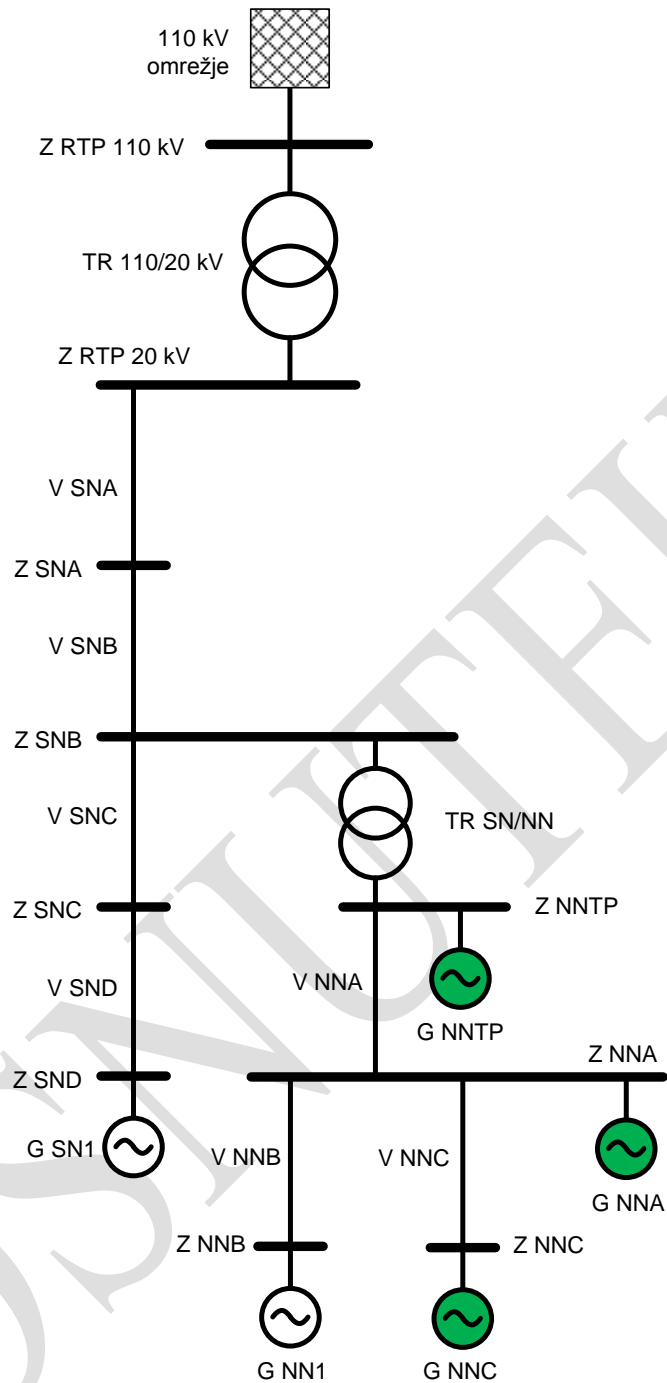 110 kV
omrežje
Z RTP 110 kV
TR 110/20 kV
Z RTP 20 kV
V SNA
Z SNA
V SNB
Z SNB
V SNC
TR SN/NN
Z SNC
Z NNTP
V SND
V NNA
G NNTP
Z SND
Z NNA
G SN1
V NNB
V NNC
G NNA
Z NNB
Z NNC
G NN1
G NNC